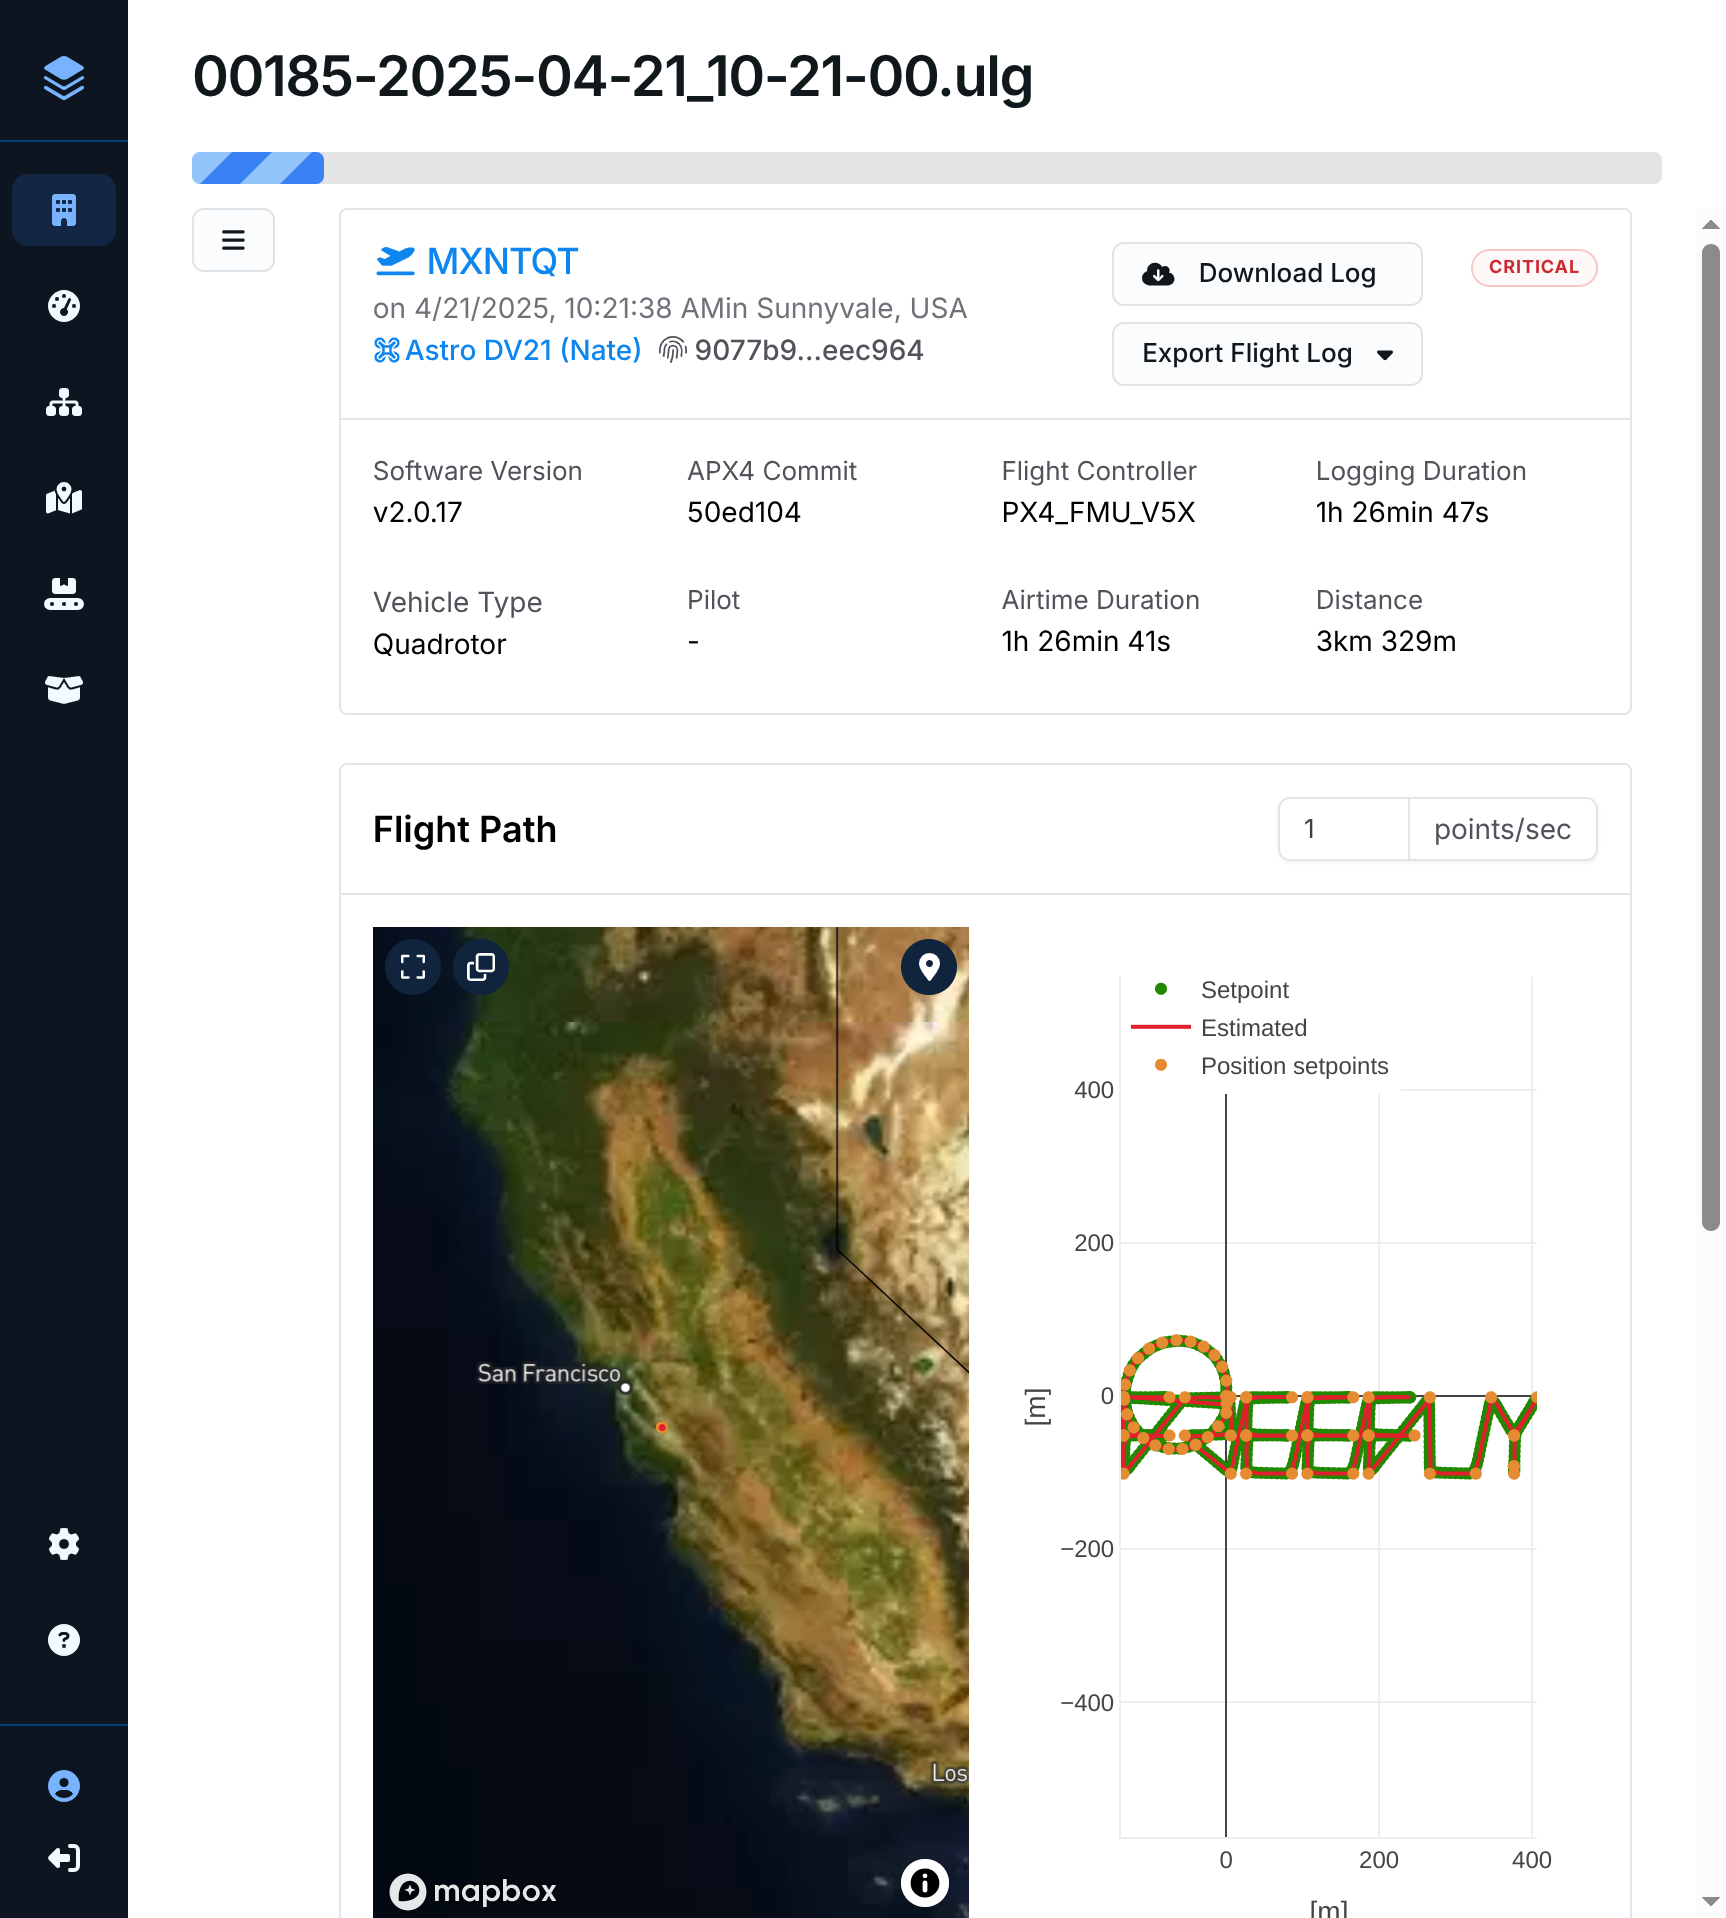 00185-2025-04-21_10-21-00.ulg
MXNTQT
Download Log
CRITICAL
on 4/21/2025, 10:21:38 AMin Sunnyvale, USA
Astro DV21 (Nate) 9077b9...eec964
Export Flight Log
Software Version
v2.0.17
APX4 Commit
50ed104
Flight Controller
PX4_FMU_V5X
Logging Duration
1h 26min 47s
Vehicle Type
Quadrotor
Pilot
-
Airtime Duration
1h 26min 41s
Distance
3km 329m
Flight Path
1 points/sec
San Francisco
Los
mapbox
Setpoint
Estimated
Position setpoints
400
200
0
−200
−400
[m]
0 200 400
[m]